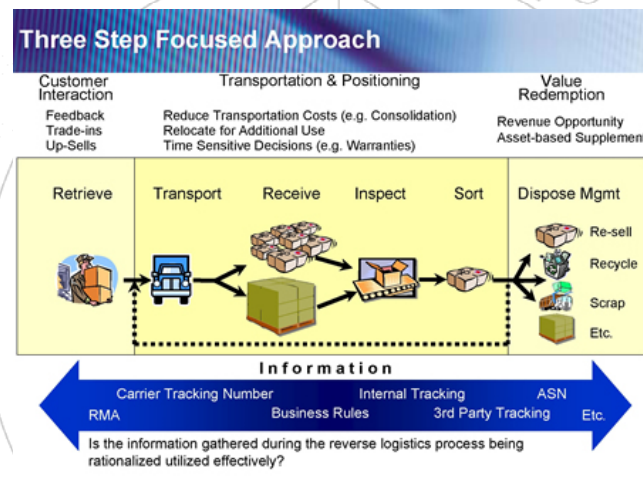 Three Step Focused Approach
Customer
Interaction
Feedback
Trade-ins
Up-Sells
Transportation & Positioning
Reduce Transportation Costs (e.g. Consolidation)
Relocate for Additional Use
Time Sensitive Decisions (e.g. Warranties)
Value
Redemption
Revenue Opportunity
Asset-based Supplement
Retrieve
Transport
Receive
Inspect
Sort
Dispose Mgmt
Re-sell
Recycle
Scrap
Etc.
Information
Carrier Tracking Number
Internal Tracking
ASN
RMA
Business Rules
3rd Party Tracking
Etc.
Is the information gathered during the reverse logistics process being
rationalized utilized effectively?